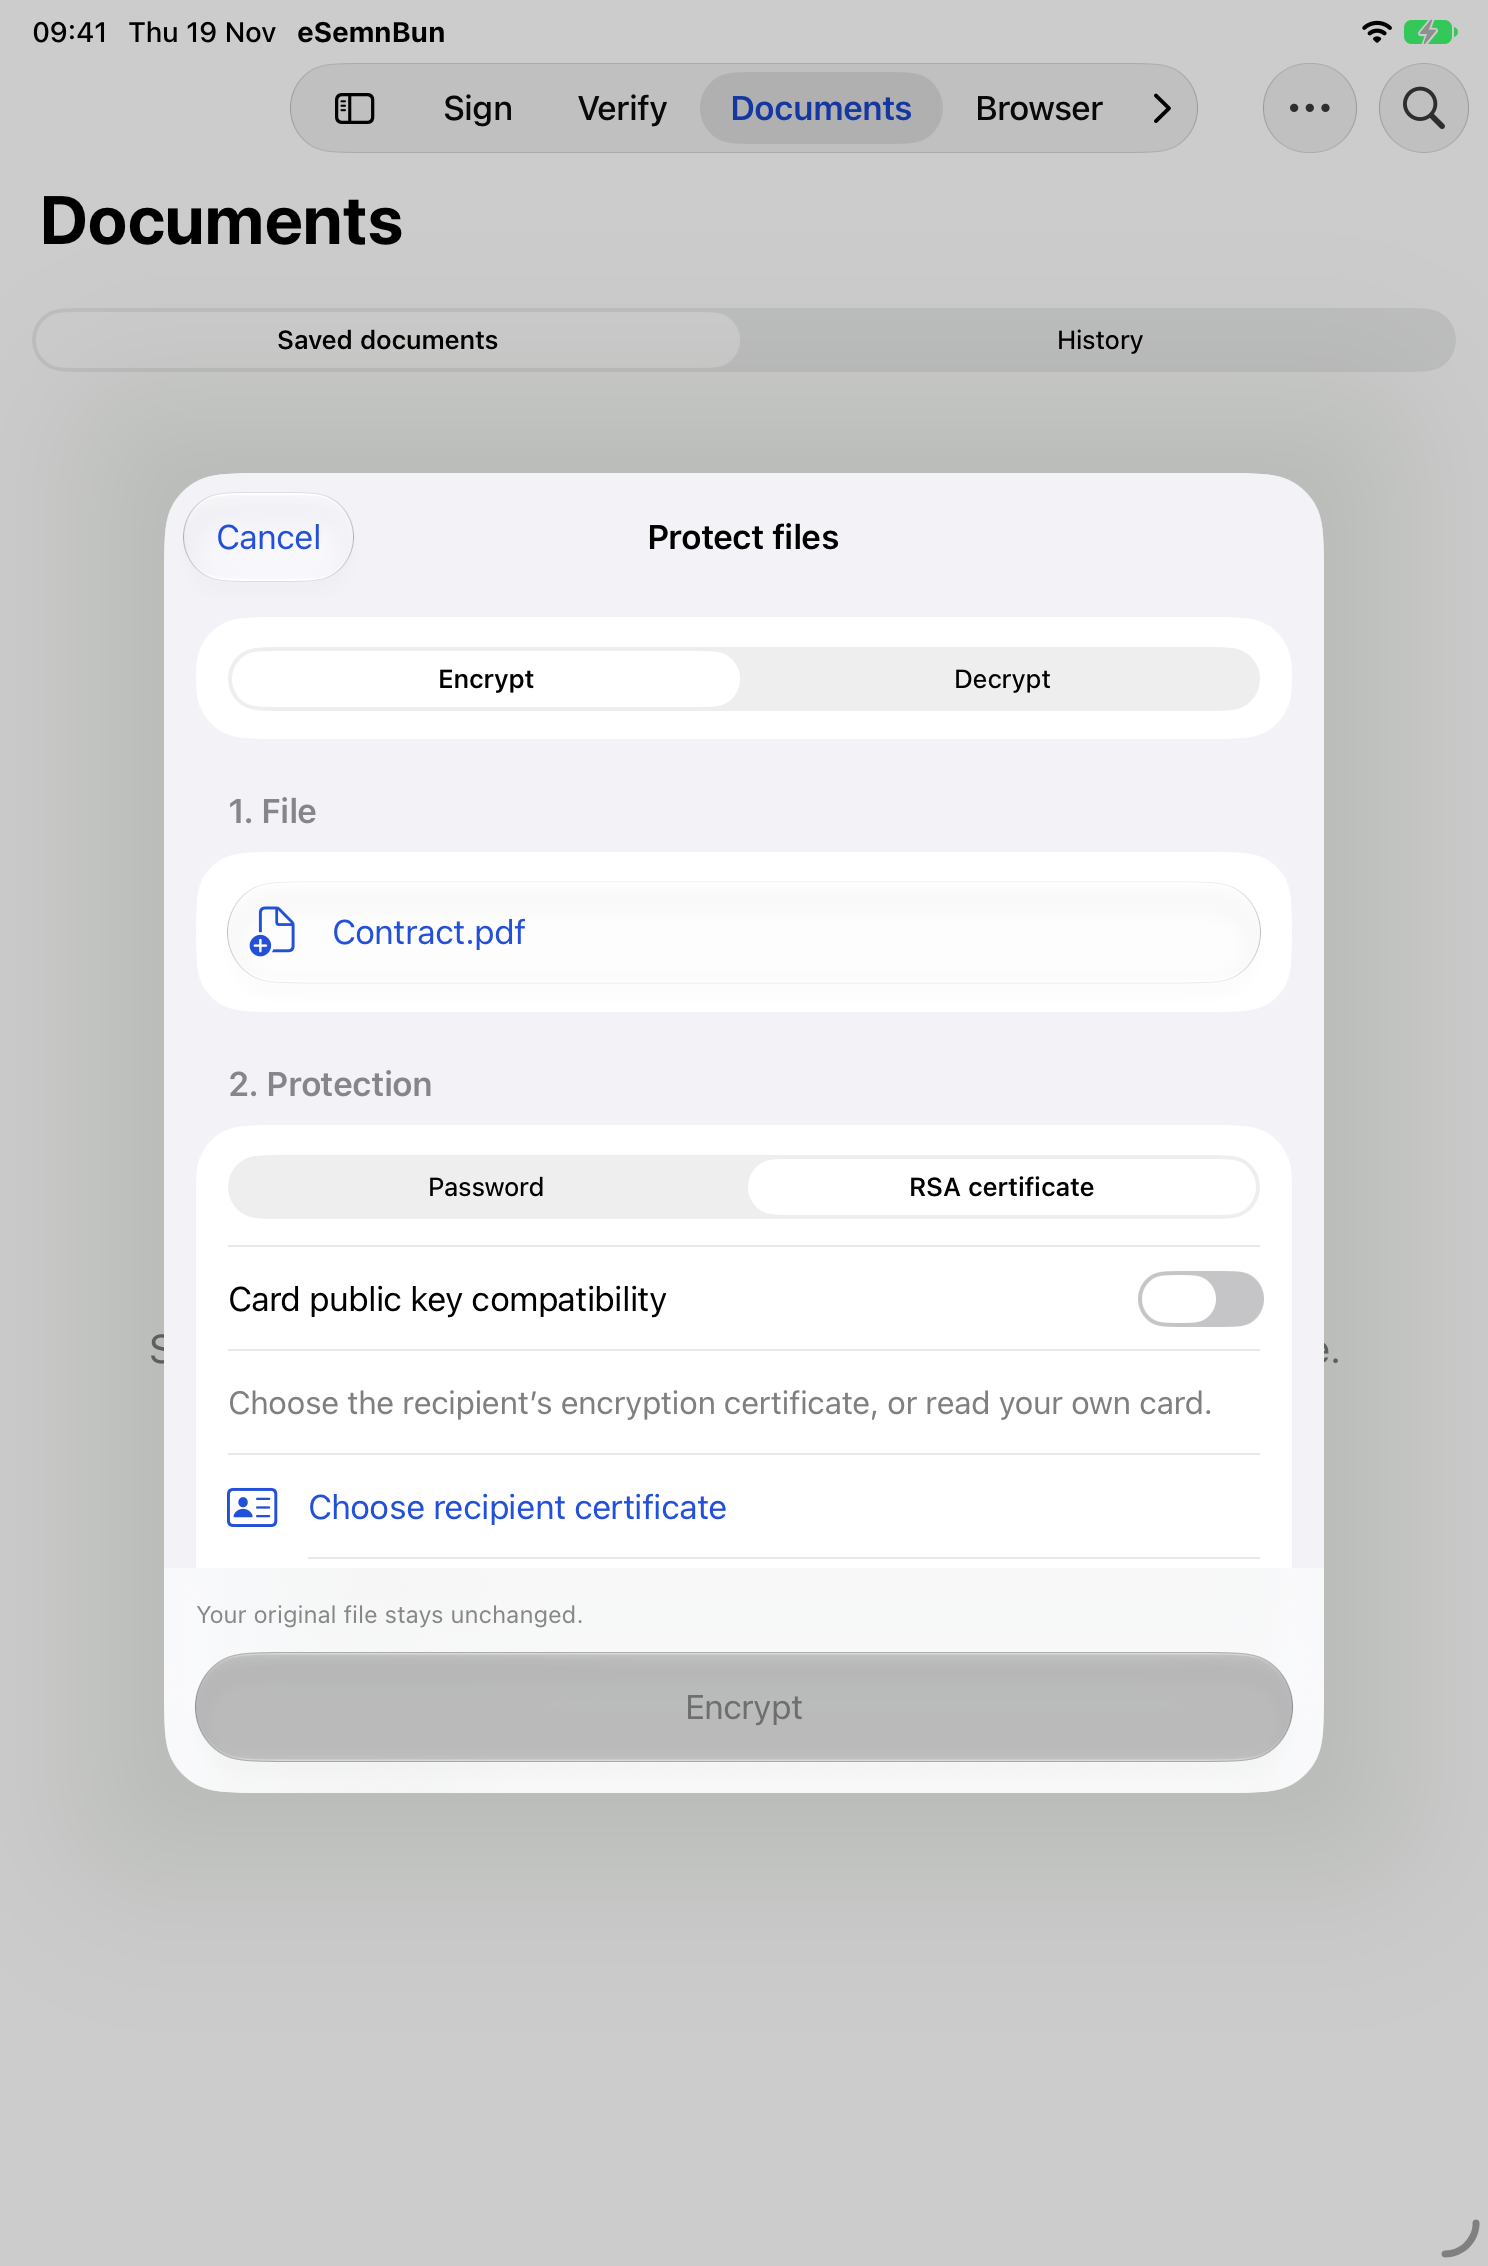 09:41 Thu 19 Nov eSemnBun
Sign Verify Documents Browser
Documents
Saved documents History
Cancel Protect files
Encrypt Decrypt
1. File
Contract.pdf
2. Protection
Password RSA certificate
Card public key compatibility
Choose the recipient’s encryption certificate, or read your own card.
Choose recipient certificate
Your original file stays unchanged.
Encrypt